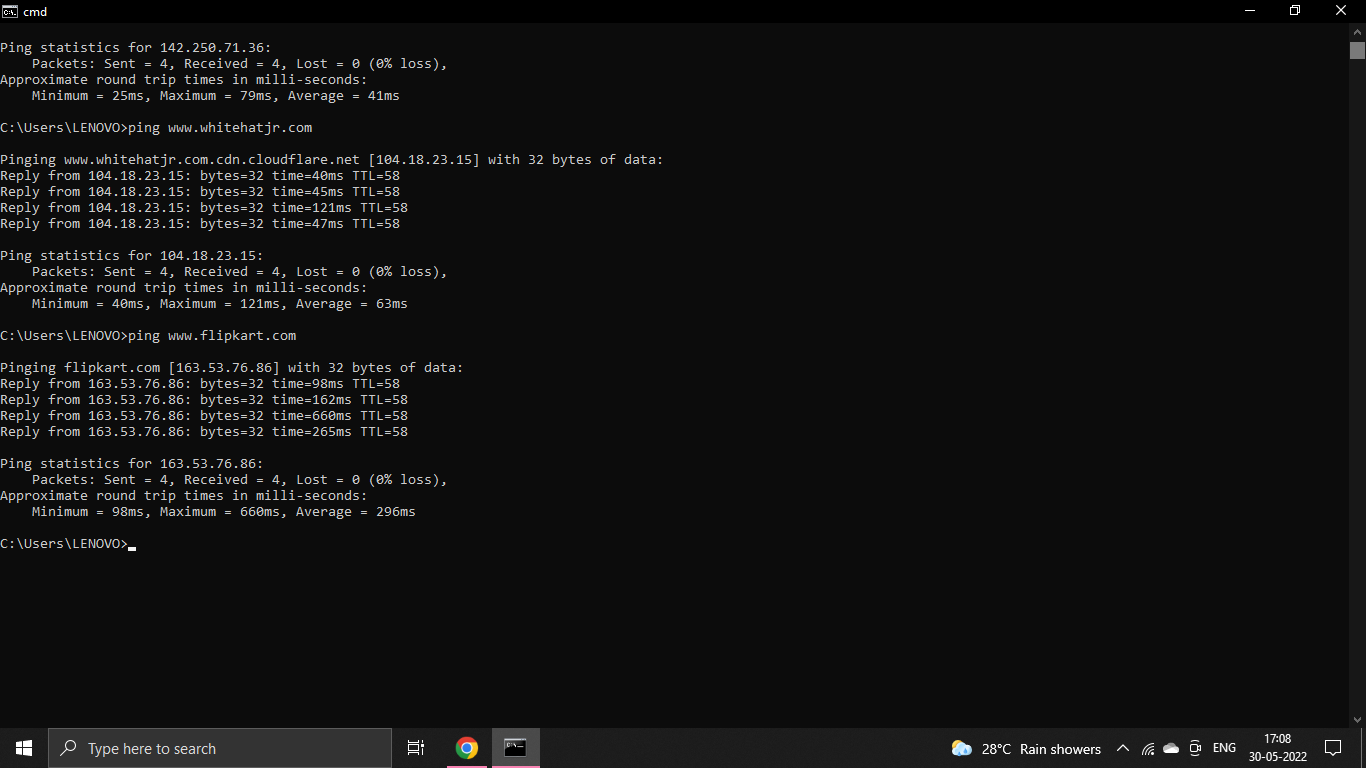 cmd
Ping statistics for 142.250.71.36:
    Packets: Sent = 4, Received = 4, Lost = 0 (0% loss),
Approximate round trip times in milli-seconds:
    Minimum = 25ms, Maximum = 79ms, Average = 41ms
C:\Users\LENOVO>ping www.whitehatjr.com
Pinging www.whitehatjr.com.cdn.cloudflare.net [104.18.23.15] with 32 bytes of data:
Reply from 104.18.23.15: bytes=32 time=40ms TTL=58
Reply from 104.18.23.15: bytes=32 time=45ms TTL=58
Reply from 104.18.23.15: bytes=32 time=121ms TTL=58
Reply from 104.18.23.15: bytes=32 time=47ms TTL=58
Ping statistics for 104.18.23.15:
    Packets: Sent = 4, Received = 4, Lost = 0 (0% loss),
Approximate round trip times in milli-seconds:
    Minimum = 40ms, Maximum = 121ms, Average = 63ms
C:\Users\LENOVO>ping www.flipkart.com
Pinging flipkart.com [163.53.76.86] with 32 bytes of data:
Reply from 163.53.76.86: bytes=32 time=98ms TTL=58
Reply from 163.53.76.86: bytes=32 time=162ms TTL=58
Reply from 163.53.76.86: bytes=32 time=660ms TTL=58
Reply from 163.53.76.86: bytes=32 time=265ms TTL=58
Ping statistics for 163.53.76.86:
    Packets: Sent = 4, Received = 4, Lost = 0 (0% loss),
Approximate round trip times in milli-seconds:
    Minimum = 98ms, Maximum = 660ms, Average = 296ms
C:\Users\LENOVO>
Type here to search
28°C Rain showers
ENG
17:08
30-05-2022